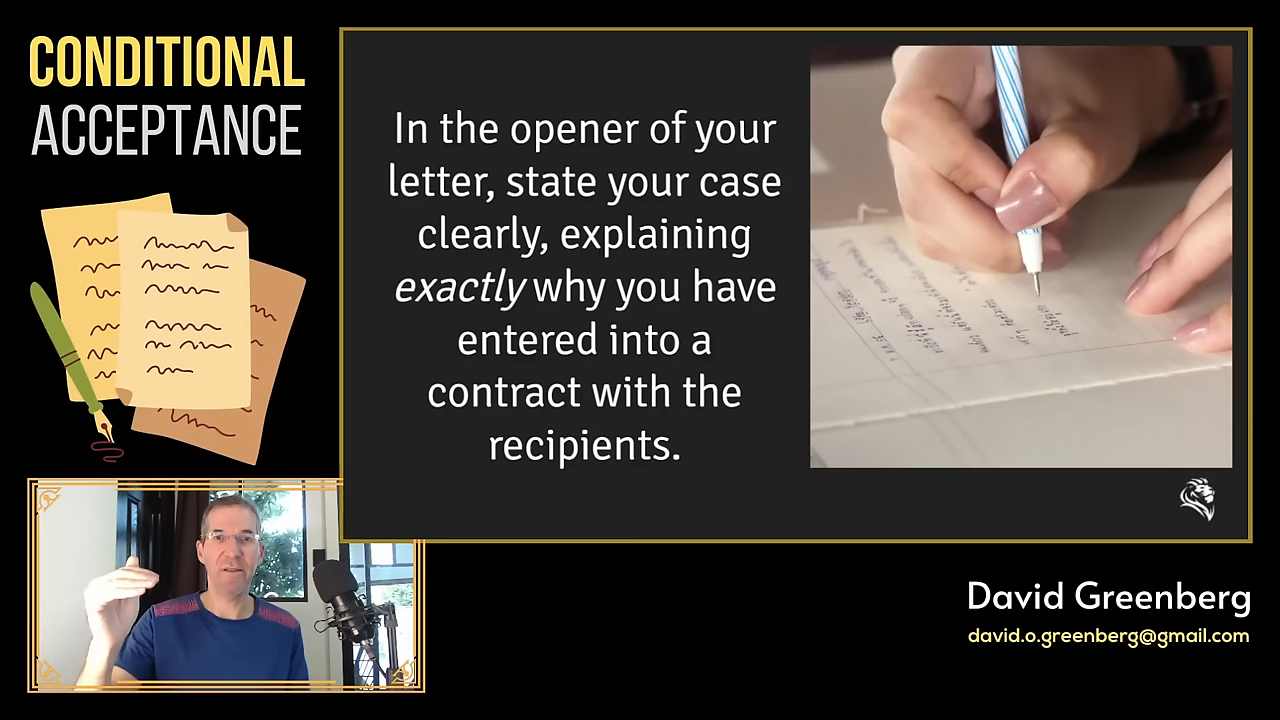 CONDITIONAL
ACCEPTANCE
In the opener of your
letter, state your case
clearly, explaining
exactly why you have
entered into a
contract with the
recipients.
David Greenberg
david.o.greenberg@gmail.com